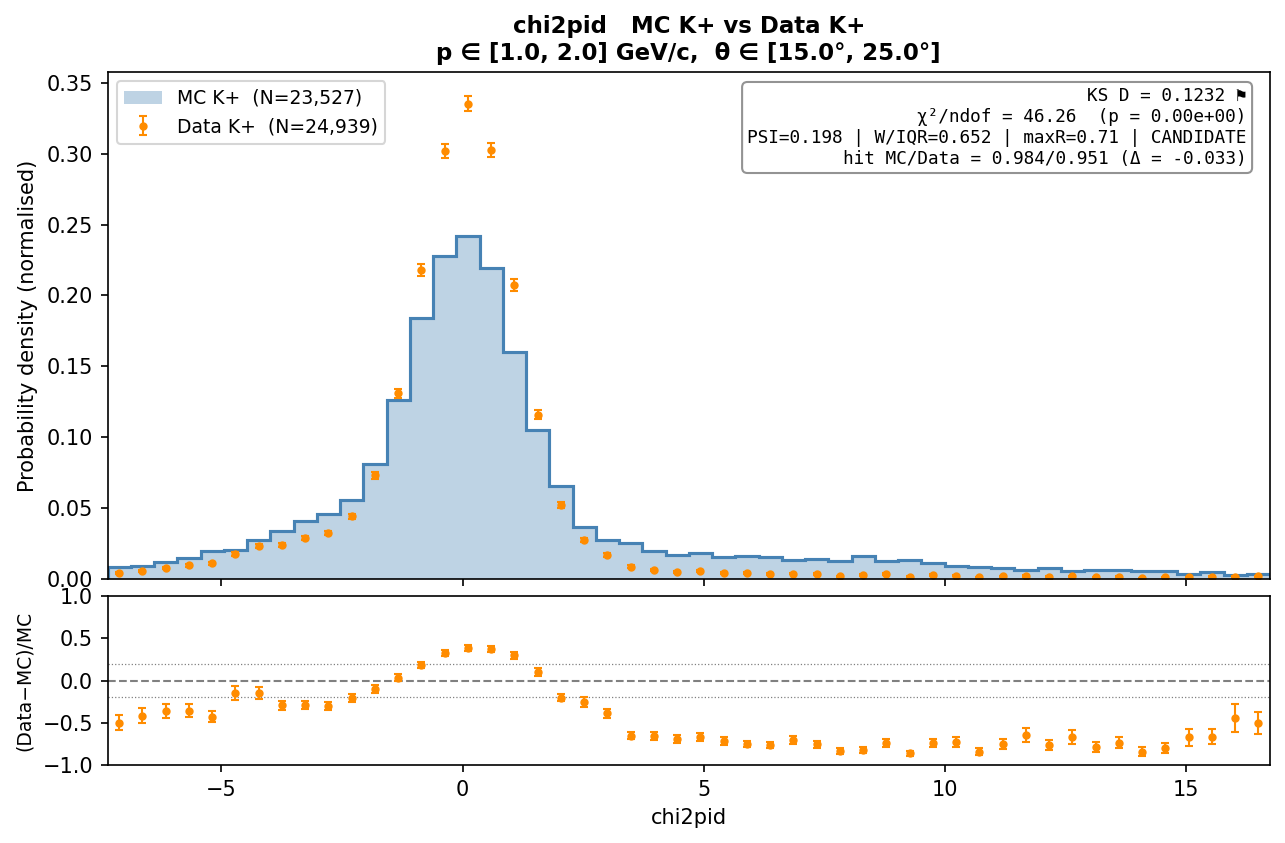 chi2pid   MC K+ vs Data K+
p ∈ [1.0, 2.0] GeV/c,  θ ∈ [15.0°, 25.0°]
MC K+  (N=23,527)
Data K+  (N=24,939)
KS D = 0.1232 ⚑
χ²/ndof = 46.26  (p = 0.00e+00)
PSI=0.198 | W/IQR=0.652 | maxR=0.71 | CANDIDATE
hit MC/Data = 0.984/0.951 (Δ = -0.033)
Probability density (normalised)
0.35
0.30
0.25
0.20
0.15
0.10
0.05
0.00
(Data−MC)/MC
1.0
0.5
0.0
−0.5
−1.0
−5
0
5
10
15
chi2pid